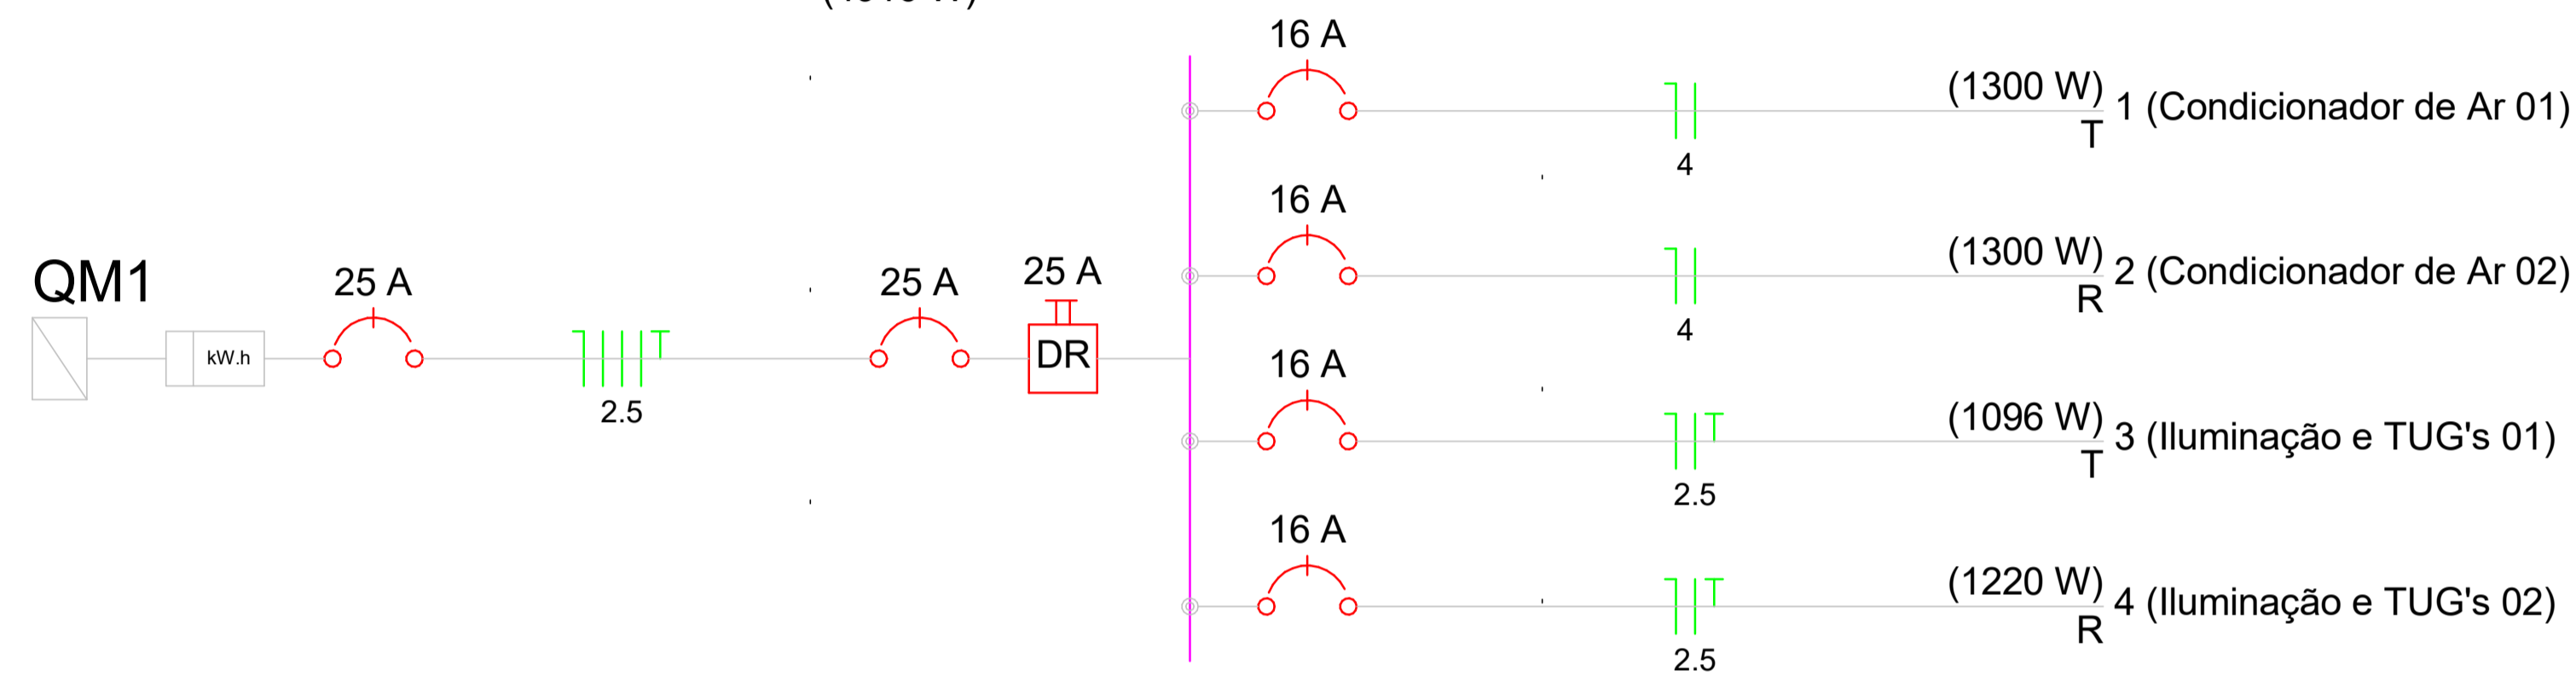 16 A
(1300 W)
1 (Condicionador de Ar 01)
T
4
16 A
(1300 W)
2 (Condicionador de Ar 02)
R
4
QM1
kW.h
25 A
2.5
25 A
25 A
DR
16 A
(1096 W)
3 (Iluminação e TUG's 01)
T
2.5
16 A
(1220 W)
4 (Iluminação e TUG's 02)
R
2.5